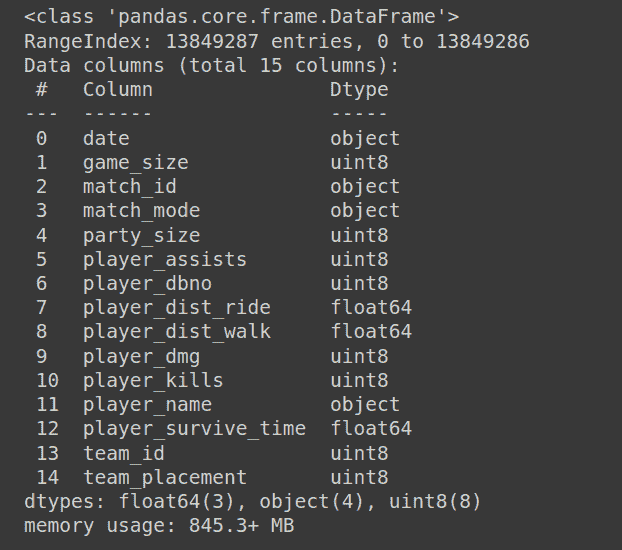 <class 'pandas.core.frame.DataFrame'>
RangeIndex: 13849287 entries, 0 to 13849286
Data columns (total 15 columns):
 #   Column               Dtype
---  ------               -----
 0   date                 object
 1   game_size            uint8
 2   match_id             object
 3   match_mode           object
 4   party_size           uint8
 5   player_assists       uint8
 6   player_dbno          uint8
 7   player_dist_ride     float64
 8   player_dist_walk     float64
 9   player_dmg           uint8
 10  player_kills         uint8
 11  player_name          object
 12  player_survive_time  float64
 13  team_id              uint8
 14  team_placement       uint8
dtypes: float64(3), object(4), uint8(8)
memory usage: 845.3+ MB